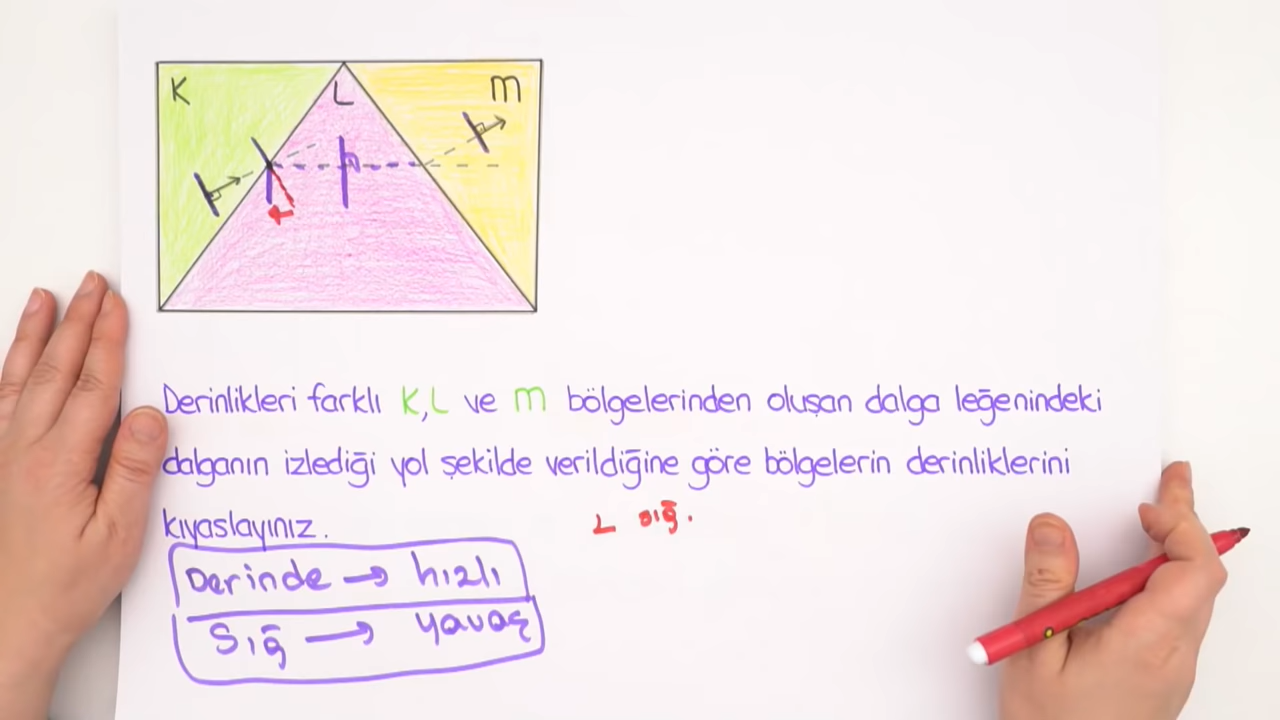 K
L
m
Derinlikleri farklı K,L ve m bölgelerinden oluşan dalga leğenindeki
dalganın izlediği yol şekilde verildiğine göre bölgelerin derinliklerini
kıyaslayınız.
L sığ.
Derinde → hızlı
Sığ → yavaş